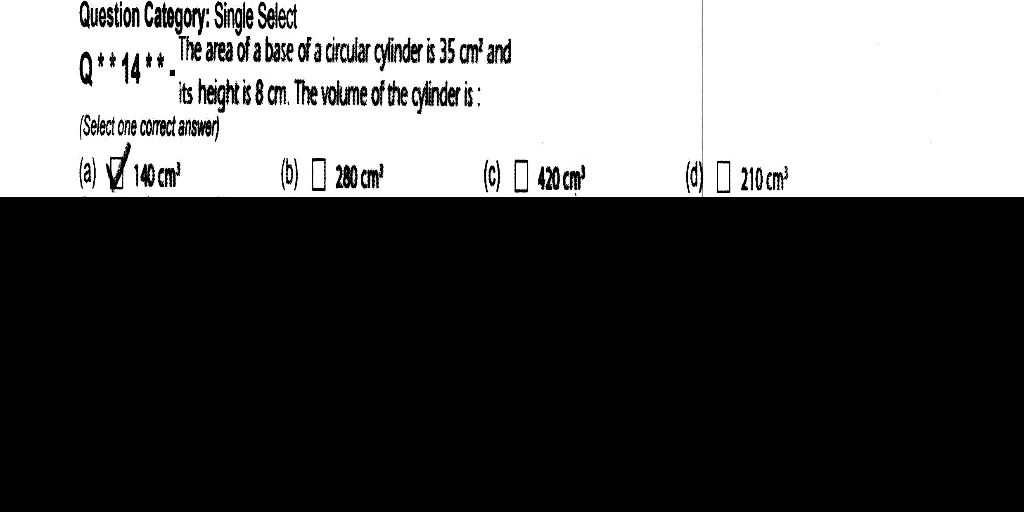 Question Category: Single Select
Q**14**- The area of a base of a circular cylinder is 35 cm² and
its height is 8 cm. The volume of the cylinder is :
(Select one correct answer)
(a) ☑ 140 cm³ (b) ☐ 280 cm³ (c) ☐ 420 cm³ (d) ☐ 210 cm³